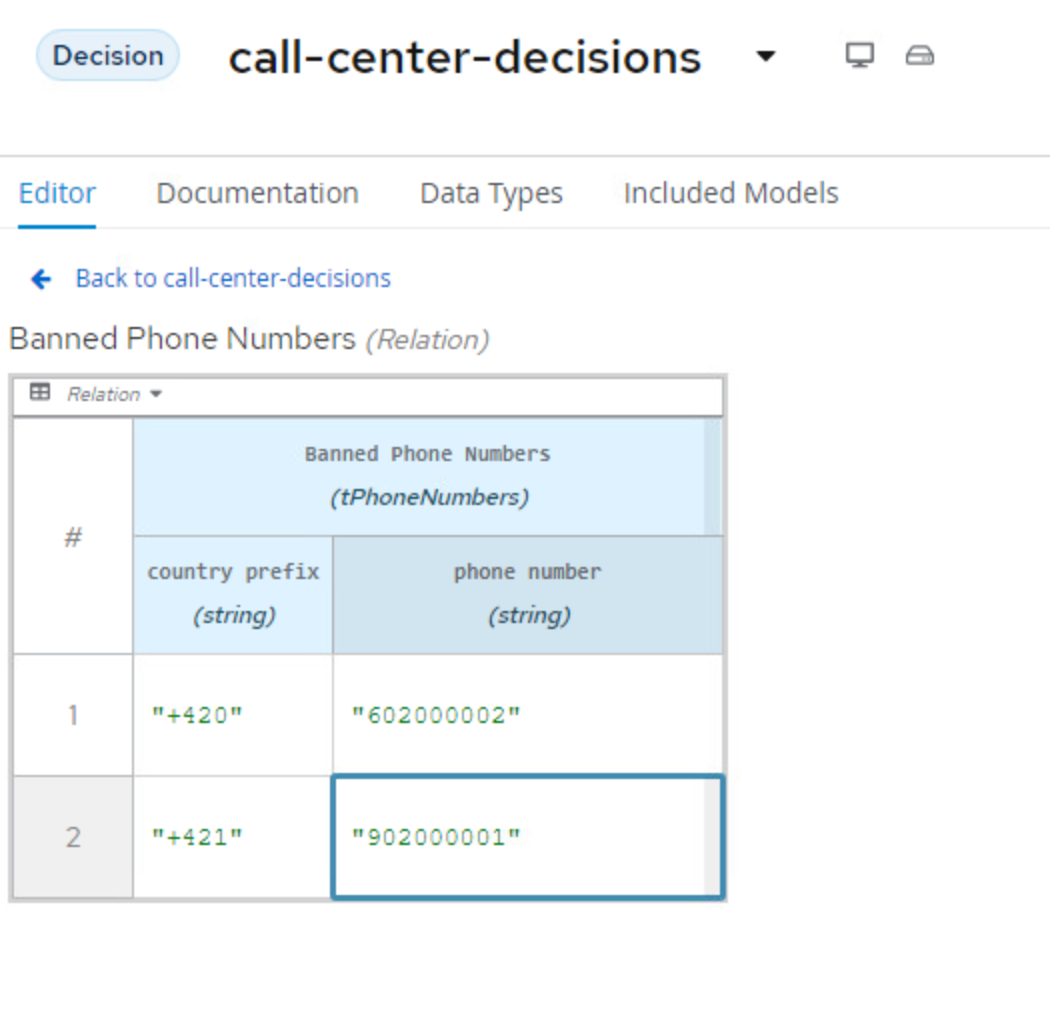 Decision call-center-decisions
Editor Documentation Data Types Included Models
Back to call-center-decisions
Banned Phone Numbers (Relation)
Relation
Banned Phone Numbers
(tPhoneNumbers)
#
country prefix phone number
(string) (string)
1 "+420" "602000002"
2 "+421" "902000001"